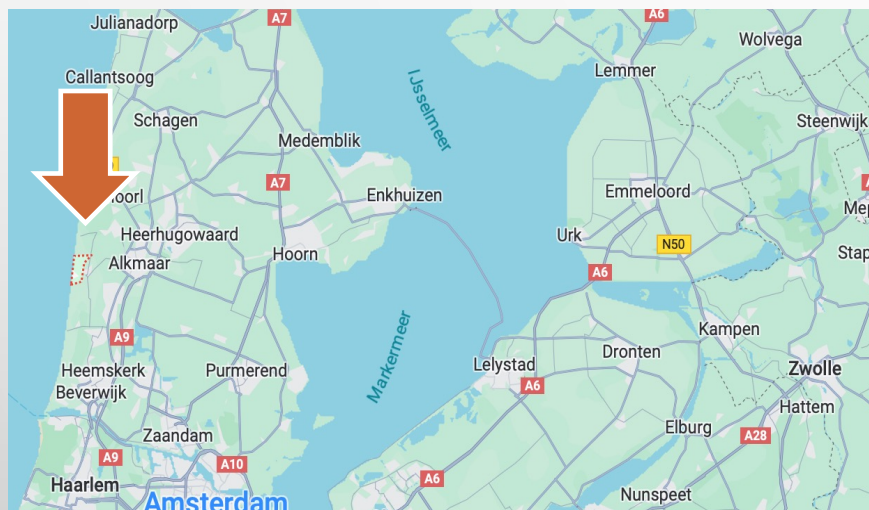 Julianadorp
A7
A6
Wolvega
Callantsoog
Lemmer
IJsselmeer
Schagen
Steenwijk
Medemblik
oorl
A7
Enkhuizen
Emmeloord
Heerhugowaard
Urk
N50
Hoorn
Alkmaar
A6
Stap
A9
Kampen
Markermeer
Dronten
Heemskerk
Purmerend
Lelystad
Zwolle
Beverwijk
A6
Hattem
Zaandam
Elburg
A28
A9
A10
Haarlem
A6
Amsterdam
Nunspeet